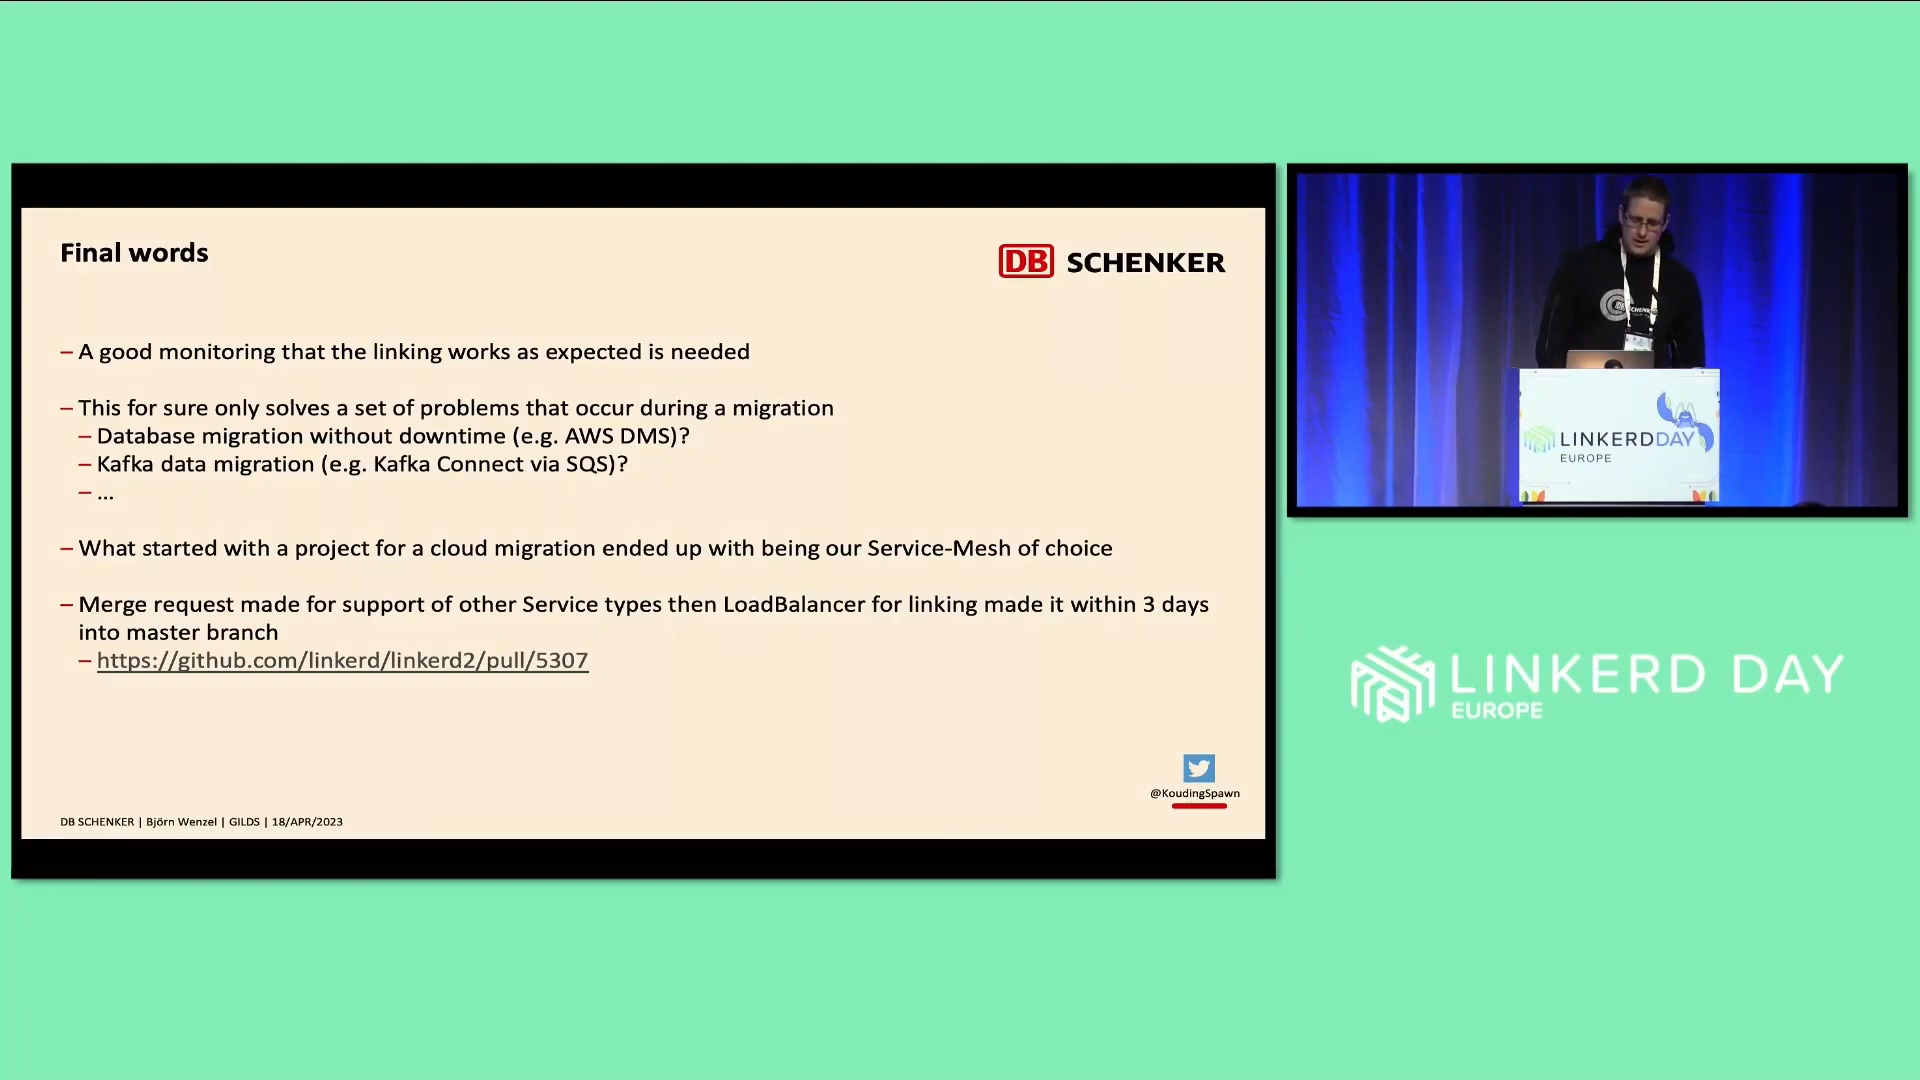 Final words
DB SCHENKER
– A good monitoring that the linking works as expected is needed
– This for sure only solves a set of problems that occur during a migration
– Database migration without downtime (e.g. AWS DMS)?
– Kafka data migration (e.g. Kafka Connect via SQS)?
– ...
– What started with a project for a cloud migration ended up with being our Service-Mesh of choice
– Merge request made for support of other Service types then LoadBalancer for linking made it within 3 days
into master branch
– https://github.com/linkerd/linkerd2/pull/5307
@KoudingSpawn
DB SCHENKER | Björn Wenzel | GILDS | 18/APR/2023
LINKERDDAY
EUROPE
LINKERD DAY
EUROPE